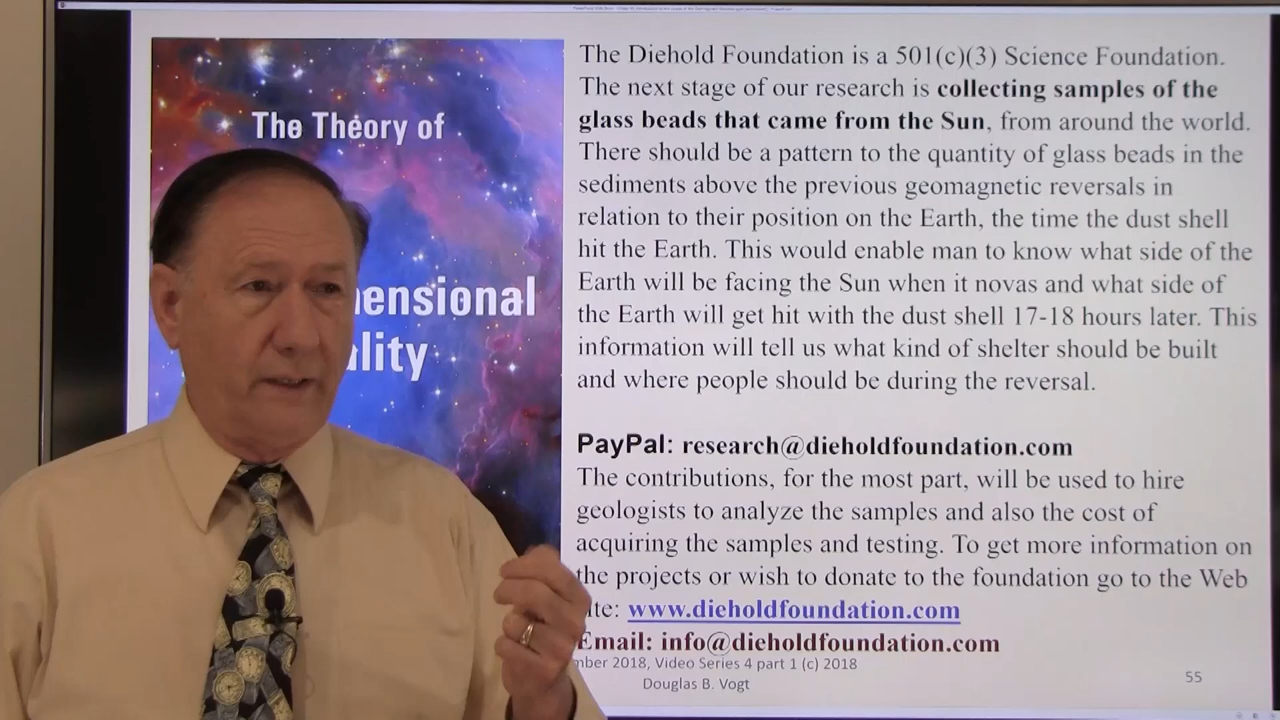 The Theory of
mensional
ality
The Diehold Foundation is a 501(c)(3) Science Foundation.
The next stage of our research is collecting samples of the
glass beads that came from the Sun, from around the world.
There should be a pattern to the quantity of glass beads in the
sediments above the previous geomagnetic reversals in
relation to their position on the Earth, the time the dust shell
hit the Earth. This would enable man to know what side of the
Earth will be facing the Sun when it novas and what side of
the Earth will get hit with the dust shell 17-18 hours later. This
information will tell us what kind of shelter should be built
and where people should be during the reversal.
PayPal: research@dieholdfoundation.com
The contributions, for the most part, will be used to hire
geologists to analyze the samples and also the cost of
acquiring the samples and testing. To get more information on
the projects or wish to donate to the foundation go to the Web
ite: www.dieholdfoundation.com
Email: info@dieholdfoundation.com
mber 2018, Video Series 4 part 1 (c) 2018
Douglas B. Vogt
55